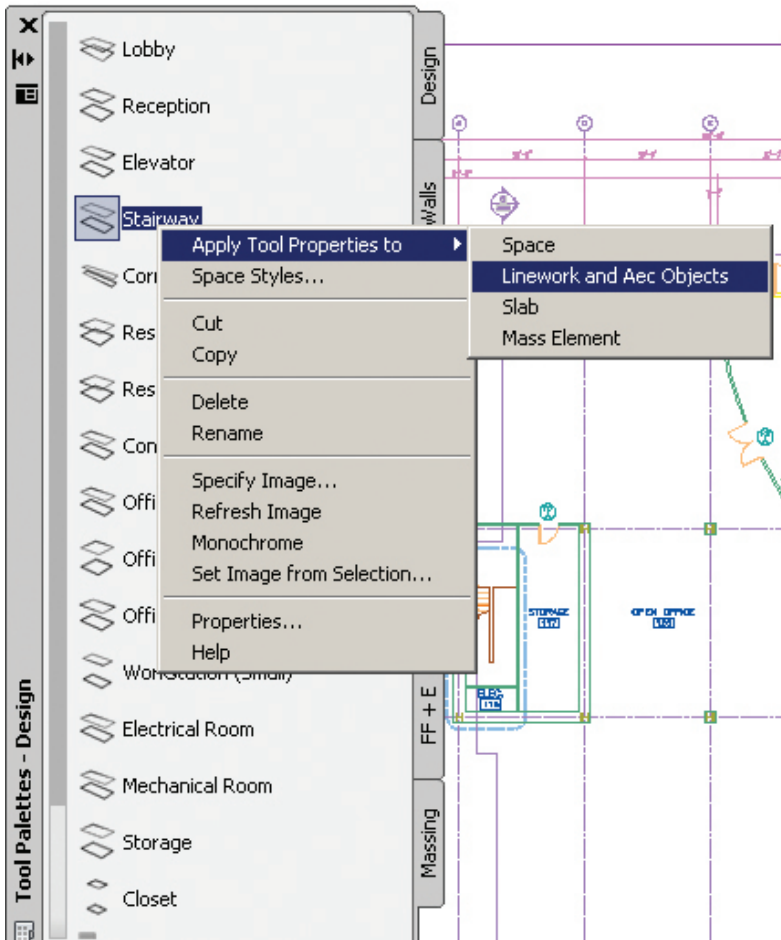 Lobby
Reception
Elevator
Stairway
Apply Tool Properties to
Space Styles...
Cut
Copy
Delete
Rename
Specify Image...
Refresh Image
Monochrome
Set Image from Selection...
Properties...
Help
Space
Linework and Aec Objects
Slab
Mass Element
Electrical Room
Mechanical Room
Storage
Closet
Design
Walls
FF + E
Massing
Tool Palettes - Design
STORAGE
OPEN OFFICE
ELEC.